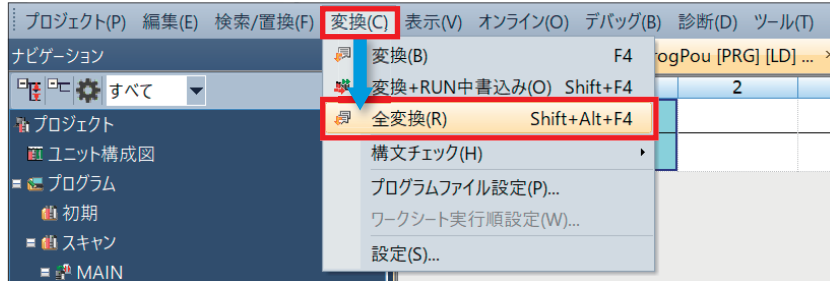 プロジェクト(P) 編集(E) 検索/置換(F) 変換(C) 表示(V) オンライン(O) デバッグ(B) 診断(D) ツール(T)
ナビゲーション
すべて
プロジェクト
ユニット構成図
プログラム
初期
スキャン
MAIN
変換(B) F4
変換+RUN中書込み(O) Shift+F4
全変換(R) Shift+Alt+F4
構文チェック(H)
プログラムファイル設定(P)...
ワークシート実行順設定(W)...
設定(S)...
rogPou [PRG] [LD] ...
2